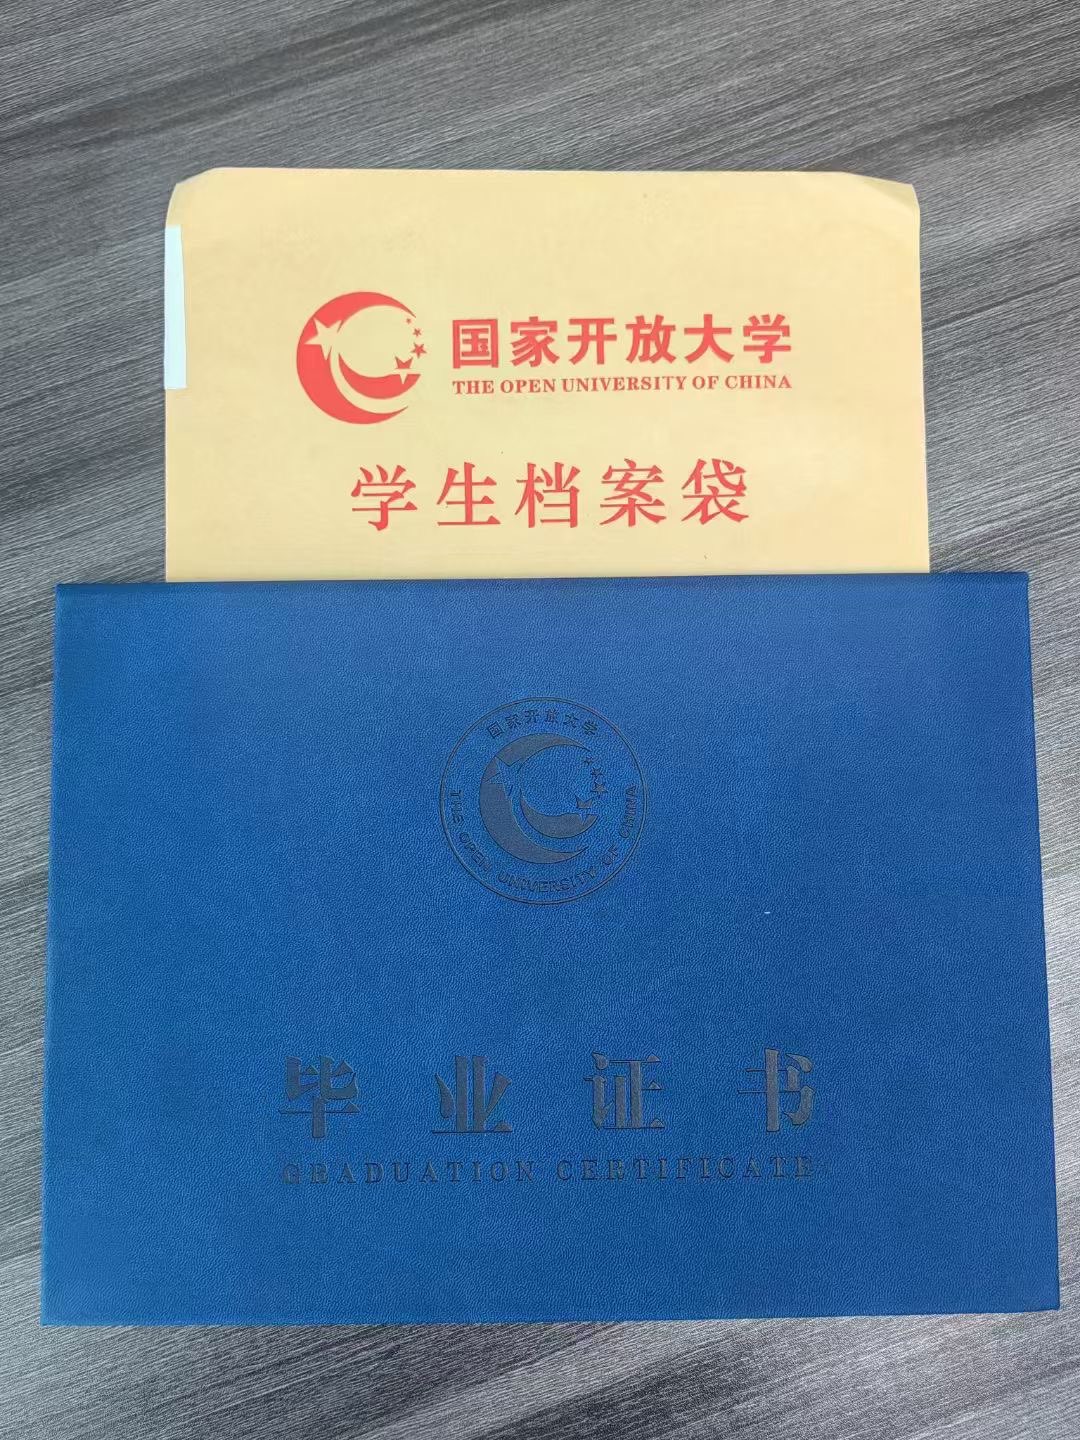 国家开放大学
THE OPEN UNIVERSITY OF CHINA
学生档案袋
国家开放大学
THE OPEN UNIVERSITY OF CHINA
毕业证书
GRADUATION CERTIFICATE